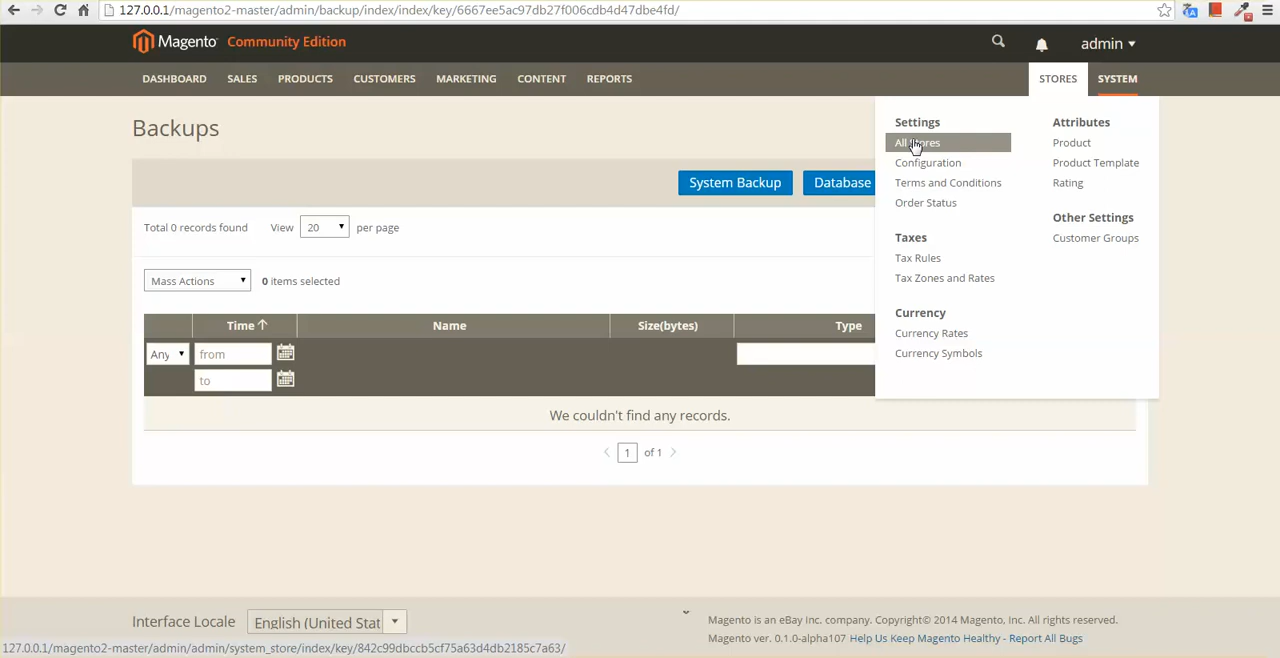 127.0.0.1/magento2-master/admin/backup/index/index/key/6667ee5ac97db27f006cdb4d47dbe4fd/
Magento Community Edition
admin
DASHBOARD SALES PRODUCTS CUSTOMERS MARKETING CONTENT REPORTS STORES SYSTEM
Backups
System Backup Database
Total 0 records found View 20 per page
Mass Actions 0 items selected
Time Name Size(bytes) Type
Any from
to
We couldn't find any records.
1 of 1
Settings
All Stores
Configuration
Terms and Conditions
Order Status
Taxes
Tax Rules
Tax Zones and Rates
Currency
Currency Rates
Currency Symbols
Attributes
Product
Product Template
Rating
Other Settings
Customer Groups
Interface Locale English (United Stat
Magento is an eBay Inc. company. Copyright© 2014 Magento, Inc. All rights reserved.
Magento ver. 0.1.0-alpha107 Help Us Keep Magento Healthy - Report All Bugs
127.0.0.1/magento2-master/admin/admin/system_store/index/key/842c99dbccb5cf75a63d4db2185c7a63/